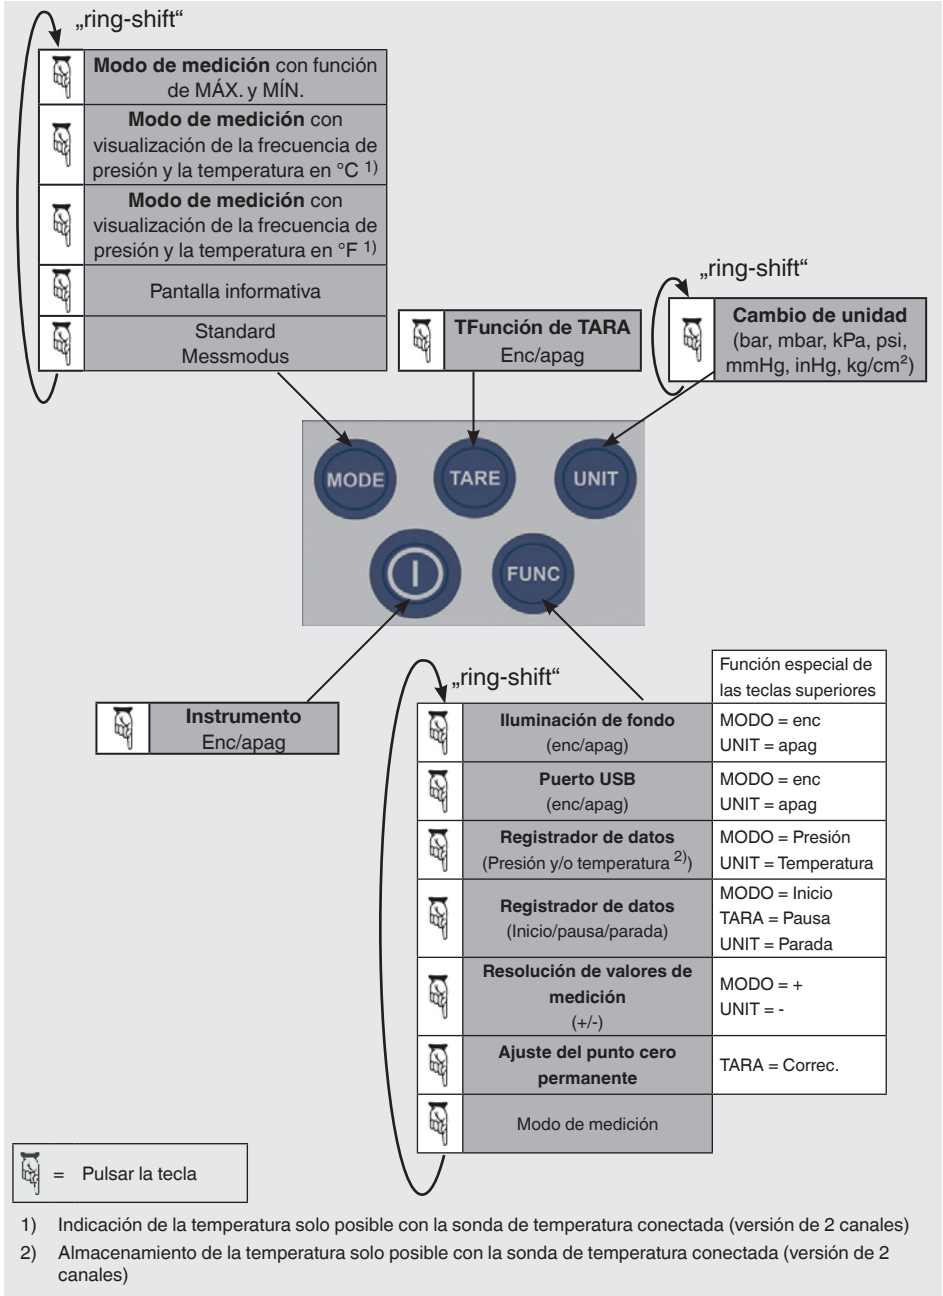 „ring-shift“
Modo de medición con función
de MÁX. y MÍN.
Modo de medición con
visualización de la frecuencia de
presión y la temperatura en °C 1)
Modo de medición con
visualización de la frecuencia de
presión y la temperatura en °F 1)
Pantalla informativa
Standard
Messmodus
TFunción de TARA
Enc/apag
„ring-shift“
Cambio de unidad
(bar, mbar, kPa, psi,
mmHg, inHg, kg/cm²)
MODE
TARE
UNIT
FUNC
Instrumento
Enc/apag
„ring-shift“
Función especial de
las teclas superiores
Iluminación de fondo
(enc/apag)
MODO = enc
UNIT = apag
Puerto USB
(enc/apag)
MODO = enc
UNIT = apag
Registrador de datos
(Presión y/o temperatura 2))
MODO = Presión
UNIT = Temperatura
Registrador de datos
(Inicio/pausa/parada)
MODO = Inicio
TARA = Pausa
UNIT = Parada
Resolución de valores de
medición
(+/-)
MODO = +
UNIT = -
Ajuste del punto cero
permanente
TARA = Correc.
Modo de medición
= Pulsar la tecla
1) Indicación de la temperatura solo posible con la sonda de temperatura conectada (versión de 2 canales)
2) Almacenamiento de la temperatura solo posible con la sonda de temperatura conectada (versión de 2
canales)